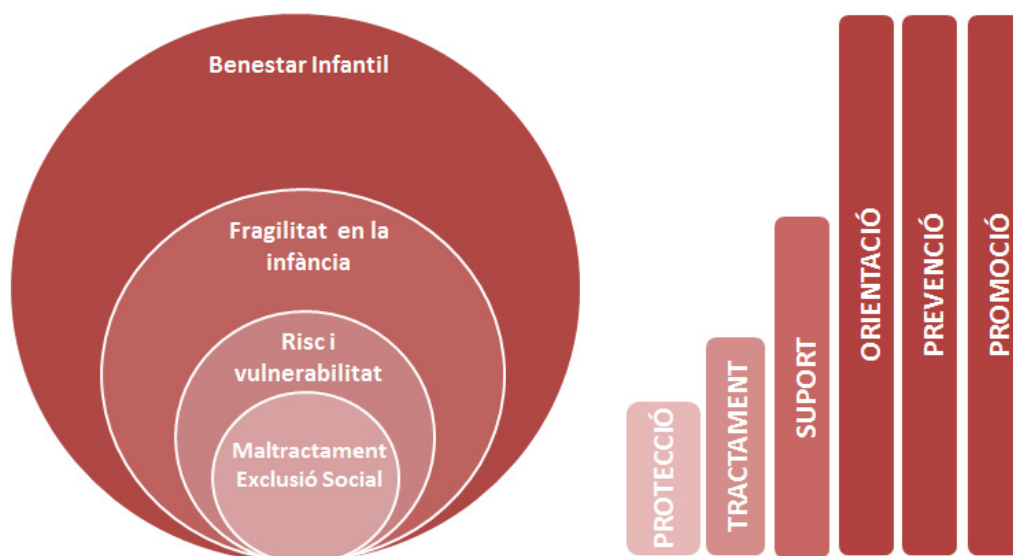 Benestar Infantil
Fragilitat en la
infància
Risc i
vulnerabilitat
Maltractament
Exclusió Social
PROTECCIÓ
TRACTAMENT
SUPORT
ORIENTACIÓ
PREVENCIÓ
PROMOCIÓ